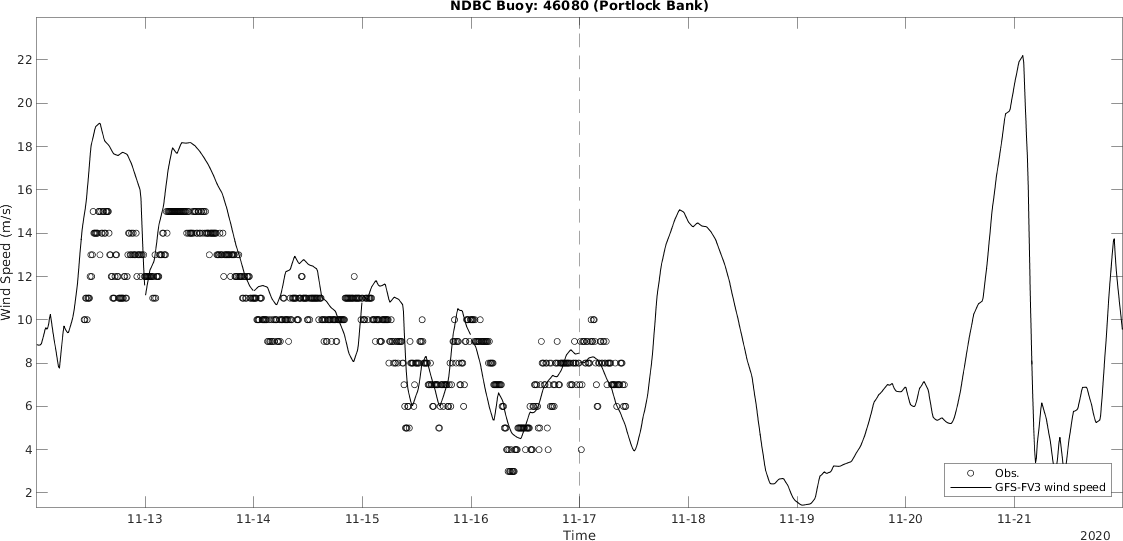 NDBC Buoy: 46080 (Portlock Bank)
22
20
18
16
14
12
10
8
6
4
2
Wind Speed (m/s)
11-13 11-14 11-15 11-16 11-17 11-18 11-19 11-20 11-21
Time
2020
Obs.
GFS-FV3 wind speed